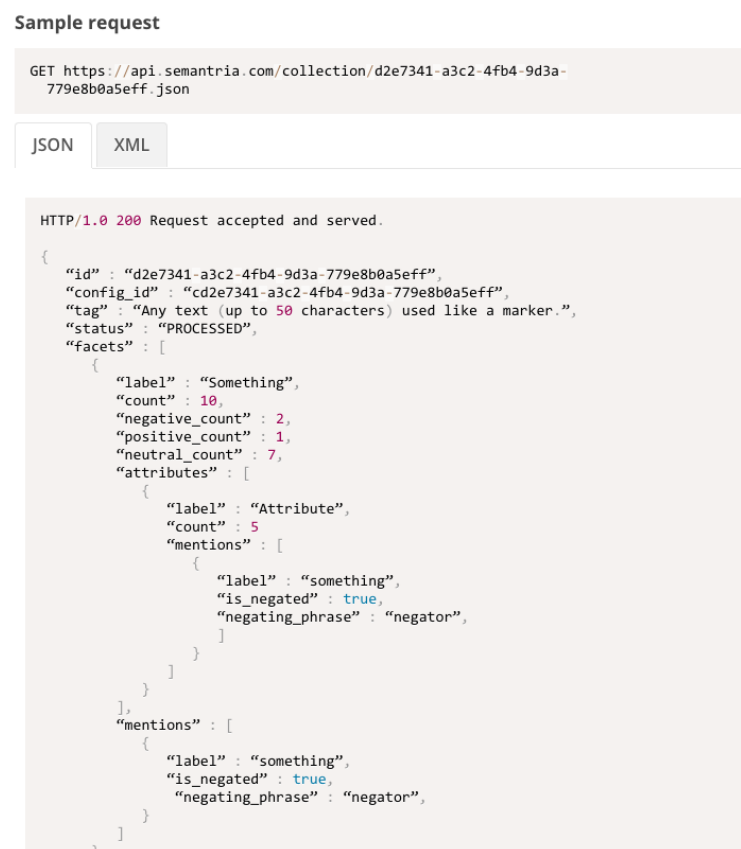 Sample request
GET https://api.semantria.com/collection/d2e7341-a3c2-4fb4-9d3a-
779e8b0a5eff.json
JSON XML
HTTP/1.0 200 Request accepted and served.
{
“id” : “d2e7341-a3c2-4fb4-9d3a-779e8b0a5eff”,
“config_id” : “cd2e7341-a3c2-4fb4-9d3a-779e8b0a5eff”,
“tag” : “Any text (up to 50 characters) used like a marker.”,
“status” : “PROCESSED”,
“facets” : [
{
“label” : “Something”,
“count” : 10,
“negative_count” : 2,
“positive_count” : 1,
“neutral_count” : 7,
“attributes” : [
{
“label” : “Attribute”,
“count” : 5
“mentions” : [
{
“label” : “something”,
“is_negated” : true,
“negating_phrase” : “negator”,
]
}
]
}
],
“mentions” : [
{
“label” : “something”,
“is_negated” : true,
“negating_phrase” : “negator”,
}
]